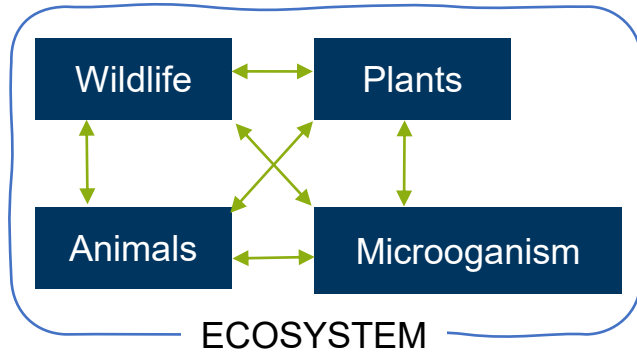 Wildlife
Plants
Animals
Microoganism
ECOSYSTEM